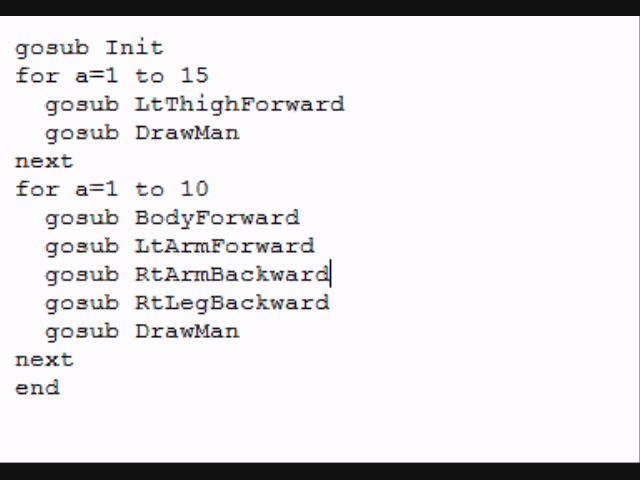 gosub Init
for a=1 to 15
  gosub LtThighForward
  gosub DrawMan
next
for a=1 to 10
  gosub BodyForward
  gosub LtArmForward
  gosub RtArmBackward
  gosub RtLegBackward
  gosub DrawMan
next
end